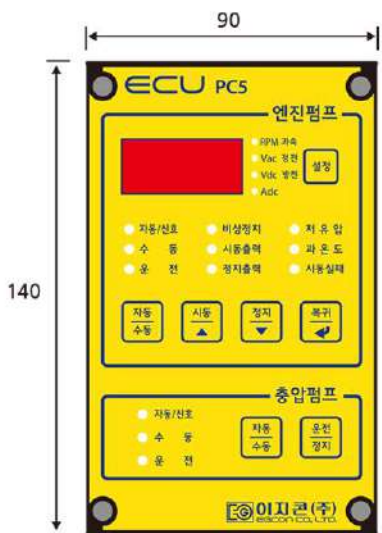 90
140
ECU PC5
엔진펌프
RPM 과속
Vac 정전
Vdc 방전
Adc
설정
자동/신호 비상정치 저유압
수 동 시동출력 과온도
운 전 정지출력 시동실패
자동 수동 시동 정지 복귀
충압펌프
자동/신호
수 동
운 전
자동 수동 운전 정지
EG 이지콘(주)
EGCON CO., LTD.